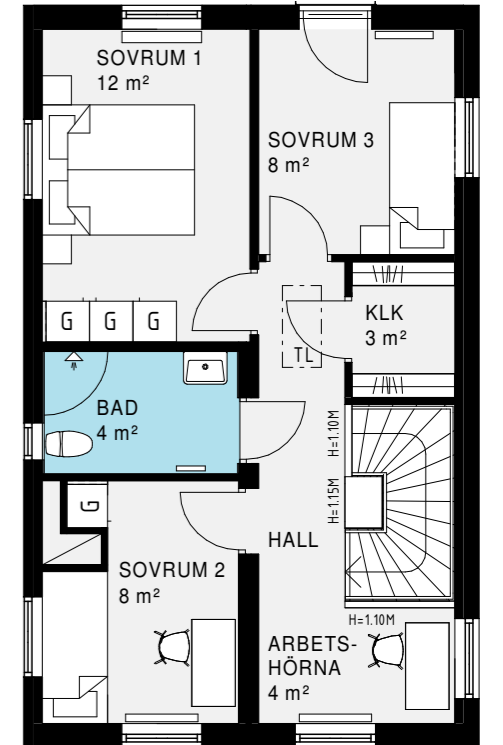 SOVRUM 1
12 m²
SOVRUM 3
8 m²
G G G
KLK
3 m²
TL
BAD
4 m²
H=1.10M
H=1.15M
G
HALL
SOVRUM 2
8 m²
H=1.10M
ARBETS-
HÖRNA
4 m²